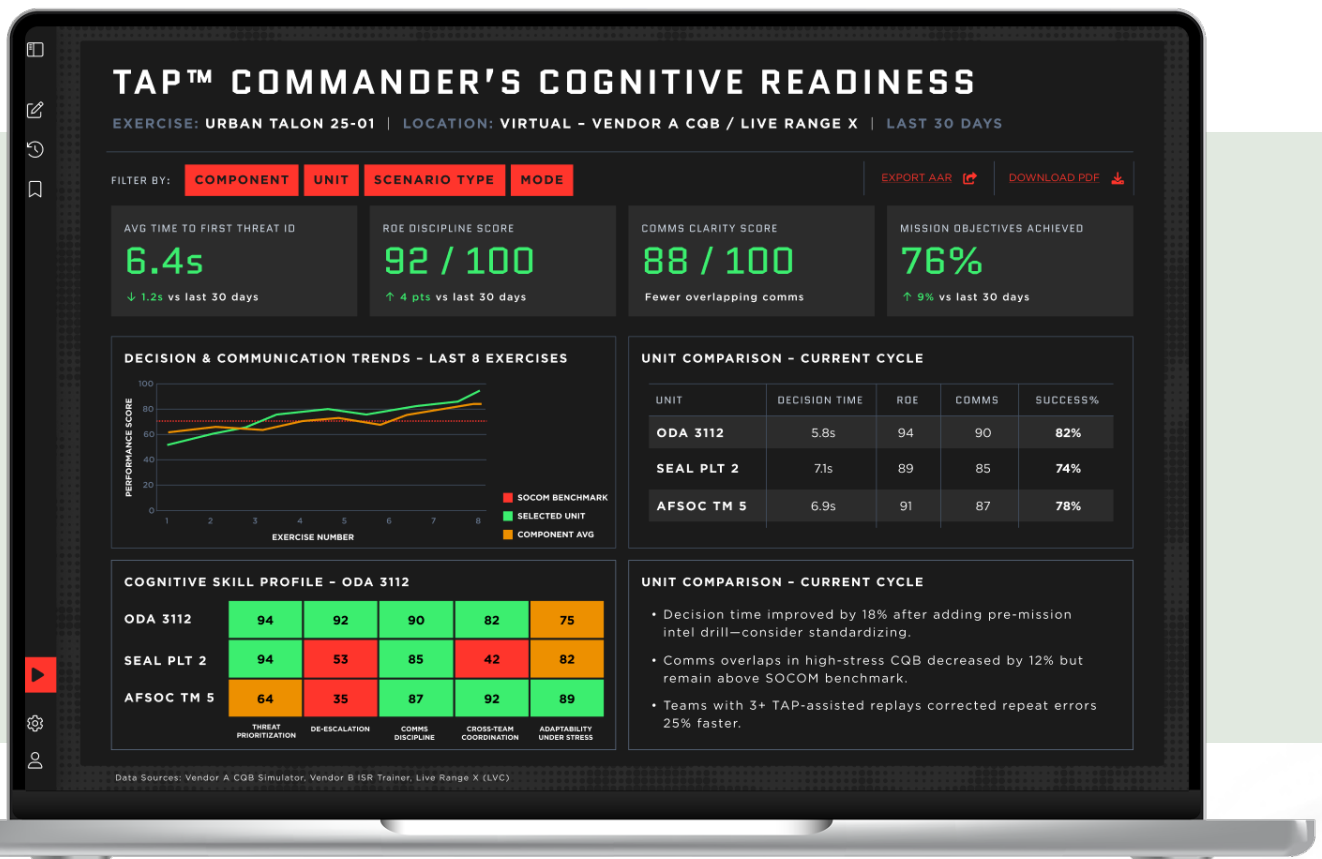 TAP™ COMMANDER'S COGNITIVE READINESS
EXERCISE: URBAN TALON 25-01 | LOCATION: VIRTUAL – VENDOR A CQB / LIVE RANGE X | LAST 30 DAYS
FILTER BY: COMPONENT UNIT SCENARIO TYPE MODE EXPORT AAR DOWNLOAD PDF
AVG TIME TO FIRST THREAT ID
6.4s
↓ 1.2s vs last 30 days
ROE DISCIPLINE SCORE
92 / 100
↑ 4 pts vs last 30 days
COMMS CLARITY SCORE
88 / 100
Fewer overlapping comms
MISSION OBJECTIVES ACHIEVED
76%
↑ 9% vs last 30 days
DECISION & COMMUNICATION TRENDS – LAST 8 EXERCISES
PERFORMANCE SCORE
100
80
60
40
20
0
1 2 3 4 5 6 7 8
EXERCISE NUMBER
SOCOM BENCHMARK
SELECTED UNIT
COMPONENT AVG
UNIT COMPARISON – CURRENT CYCLE
UNIT DECISION TIME ROE COMMS SUCCESS%
ODA 3112 5.8s 94 90 82%
SEAL PLT 2 7.1s 89 85 74%
AFSOC TM 5 6.9s 91 87 78%
COGNITIVE SKILL PROFILE – ODA 3112
ODA 3112 94 92 90 82 75
SEAL PLT 2 94 53 85 42 82
AFSOC TM 5 64 35 87 92 89
THREAT PRIORITIZATION
DE-ESCALATION
COMMS DISCIPLINE
CROSS-TEAM COORDINATION
ADAPTABILITY UNDER STRESS
UNIT COMPARISON – CURRENT CYCLE
• Decision time improved by 18% after adding pre-mission
intel drill—consider standardizing.
• Comms overlaps in high-stress CQB decreased by 12% but
remain above SOCOM benchmark.
• Teams with 3+ TAP-assisted replays corrected repeat errors
25% faster.
Data Sources: Vendor A CQB Simulator, Vendor B ISR Trainer, Live Range X (LVC)